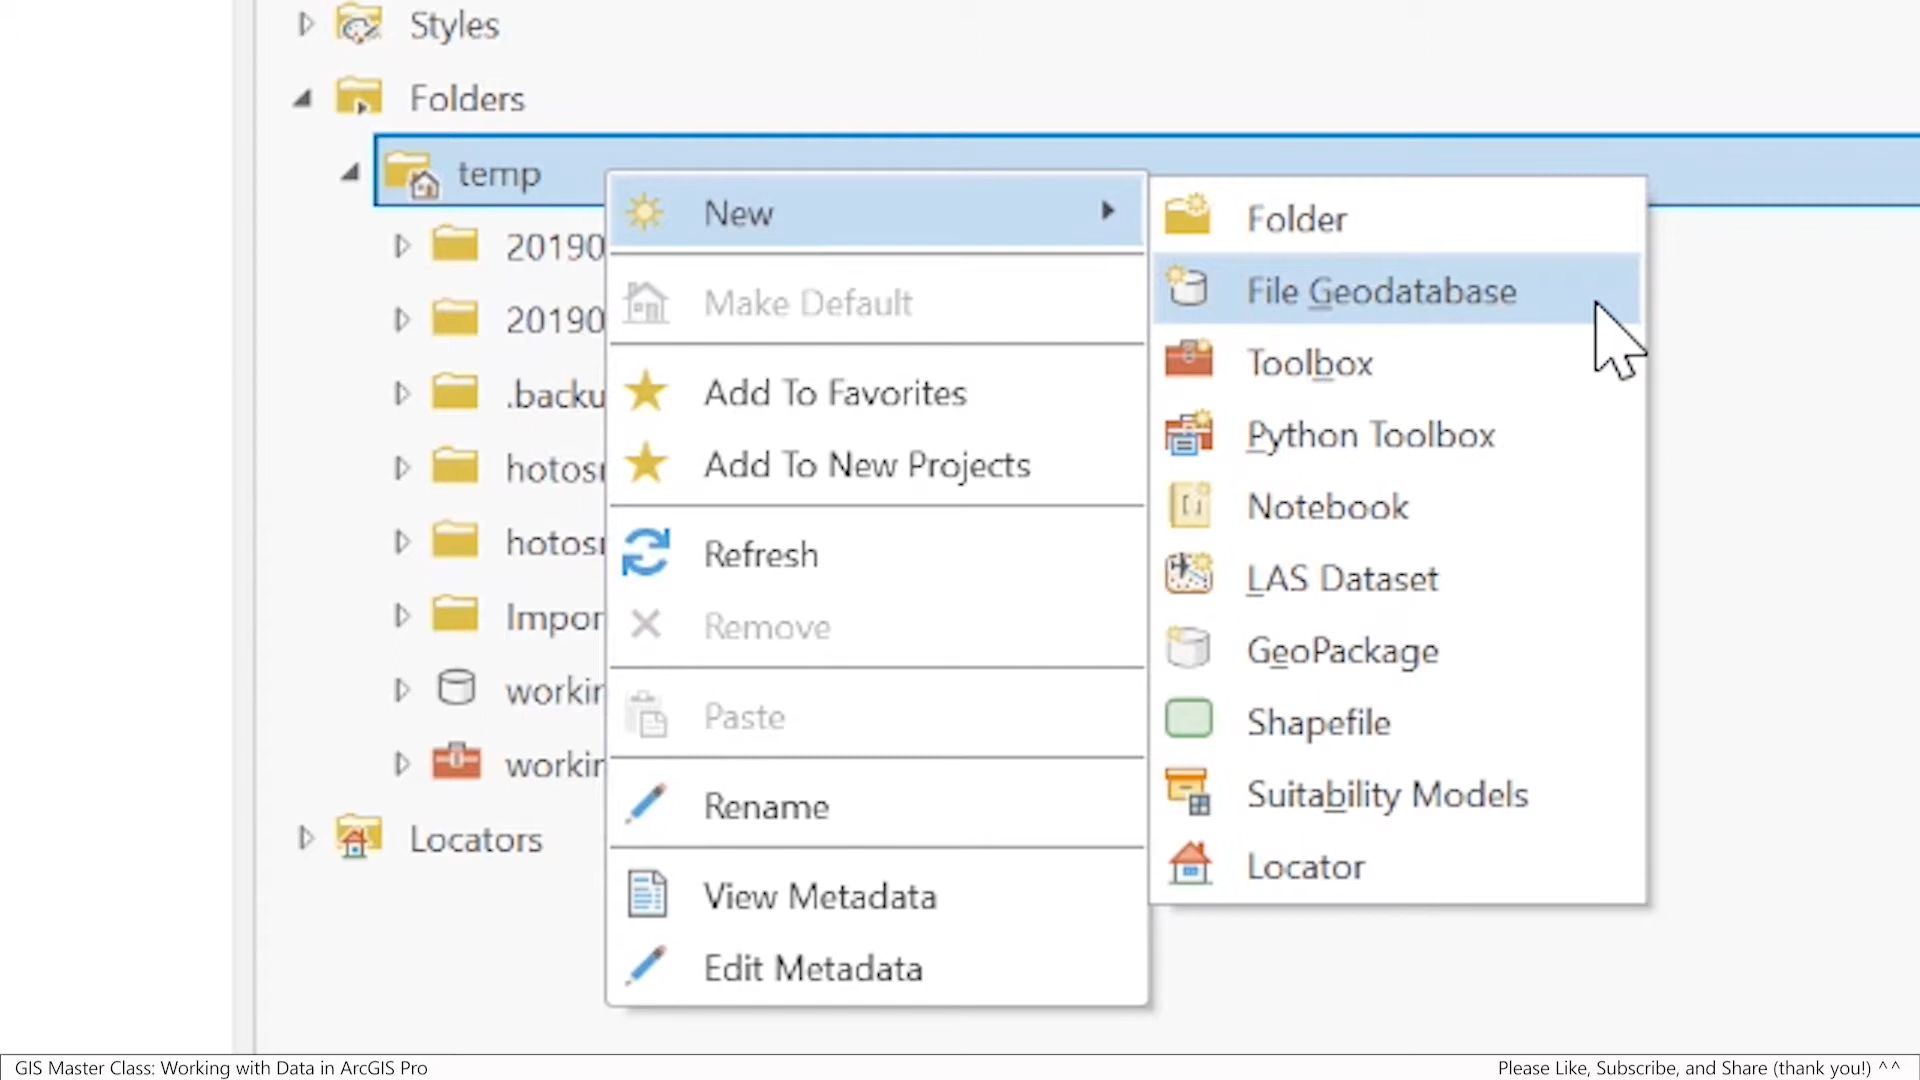 Styles
Folders
temp
20190
20190
.backu
hotos
hotos
Impor
workin
workin
Locators
New
Make Default
Add To Favorites
Add To New Projects
Refresh
Remove
Paste
Rename
View Metadata
Edit Metadata
Folder
File Geodatabase
Toolbox
Python Toolbox
Notebook
LAS Dataset
GeoPackage
Shapefile
Suitability Models
Locator
GIS Master Class: Working with Data in ArcGIS Pro
Please Like, Subscribe, and Share (thank you!) ^^